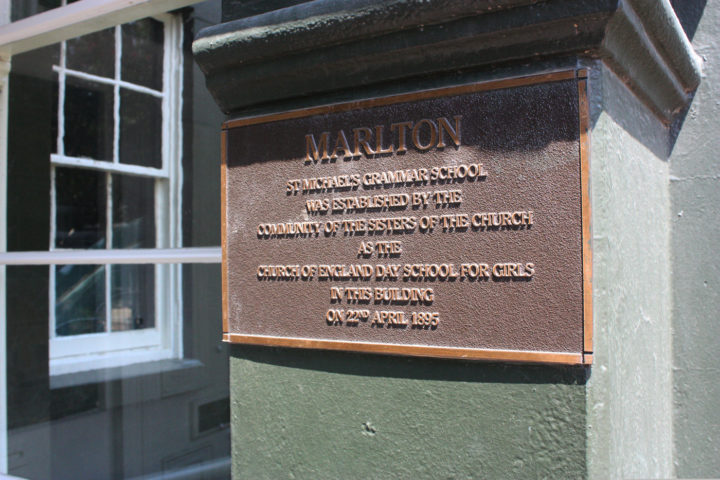 MARLTON
ST MICHAEL'S GRAMMAR SCHOOL
WAS ESTABLISHED BY THE
COMMUNITY OF THE SISTERS OF THE CHURCH
AS THE
CHURCH OF ENGLAND DAY SCHOOL FOR GIRLS
IN THIS BUILDING
ON 22ND APRIL 1895